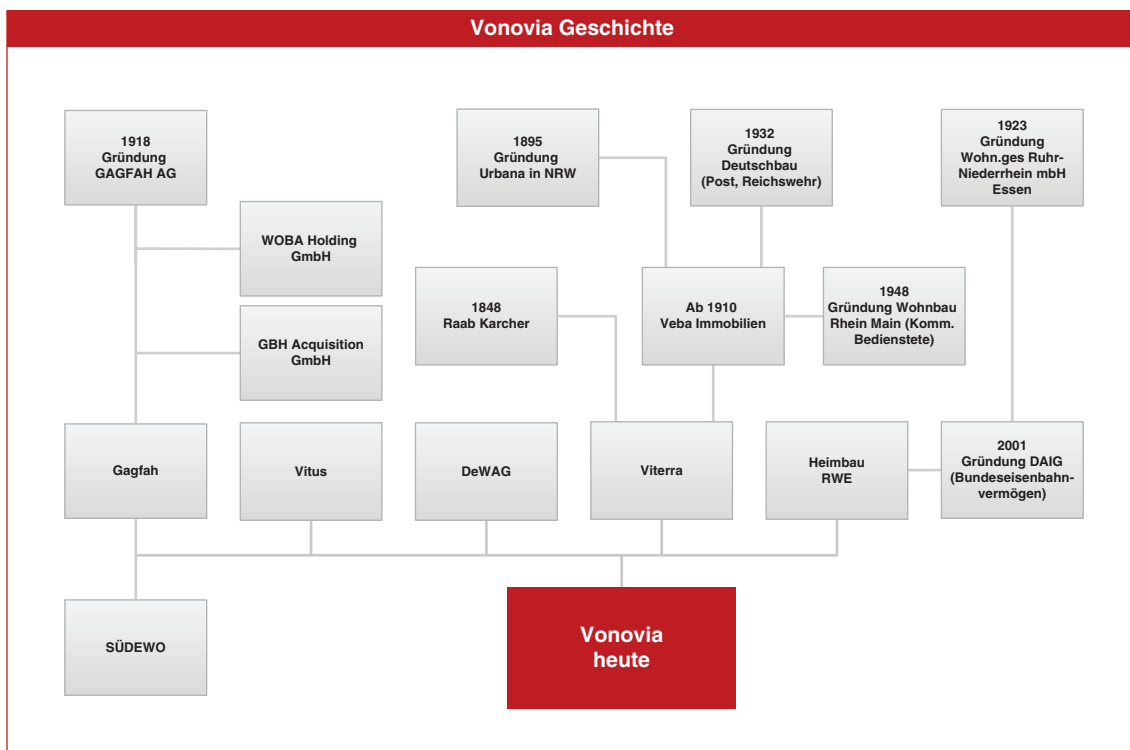 Vonovia Geschichte
1918
Gründung
GAGFAH AG
1895
Gründung
Urbana in NRW
1932
Gründung
Deutschbau
(Post, Reichswehr)
1923
Gründung
Wohn.ges Ruhr-
Niederrhein mbH
Essen
WOBA Holding
GmbH
1848
Raab Karcher
Ab 1910
Veba Immobilien
1948
Gründung Wohnbau
Rhein Main (Komm.
Bedienstete)
GBH Acquisition
GmbH
Gagfah
Vitus
DeWAG
Viterra
Heimbau
RWE
2001
Gründung DAIG
(Bundeseisenbahn-
vermögen)
SÜDEWO
Vonovia
heute